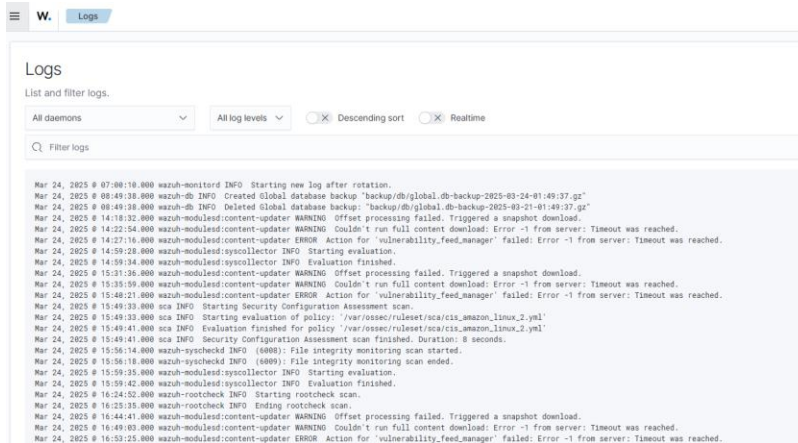 W. Logs
Logs
List and filter logs.
All daemons All log levels Descending sort Realtime
Filter logs
Mar 24, 2025 @ 07:00:10.000 wazuh-monitord INFO Starting new log after rotation.
Mar 24, 2025 @ 08:49:38.000 wazuh-db INFO Created Global database backup "backup/db/global.db-backup-2025-03-24-01:49:37.gz"
Mar 24, 2025 @ 08:49:38.000 wazuh-db INFO Deleted Global database backup: "backup/db/global.db-backup-2025-03-21-01:49:37.gz"
Mar 24, 2025 @ 14:18:32.000 wazuh-modulesd:content-updater WARNING Offset processing failed. Triggered a snapshot download.
Mar 24, 2025 @ 14:22:54.000 wazuh-modulesd:content-updater WARNING Couldn't run full content download: Error -1 from server: Timeout was reached.
Mar 24, 2025 @ 14:27:16.000 wazuh-modulesd:content-updater ERROR Action for 'vulnerability_feed_manager' failed: Error -1 from server: Timeout was reached.
Mar 24, 2025 @ 14:59:28.000 wazuh-modulesd:syscollector INFO Starting evaluation.
Mar 24, 2025 @ 14:59:34.000 wazuh-modulesd:syscollector INFO Evaluation finished.
Mar 24, 2025 @ 15:31:36.000 wazuh-modulesd:content-updater WARNING Offset processing failed. Triggered a snapshot download.
Mar 24, 2025 @ 15:35:59.000 wazuh-modulesd:content-updater WARNING Couldn't run full content download: Error -1 from server: Timeout was reached.
Mar 24, 2025 @ 15:40:21.000 wazuh-modulesd:content-updater ERROR Action for 'vulnerability_feed_manager' failed: Error -1 from server: Timeout was reached.
Mar 24, 2025 @ 15:49:33.000 sca INFO Starting Security Configuration Assessment scan.
Mar 24, 2025 @ 15:49:33.000 sca INFO Starting evaluation of policy: '/var/ossec/ruleset/sca/cis_amazon_linux_2.yml'
Mar 24, 2025 @ 15:49:41.000 sca INFO Evaluation finished for policy '/var/ossec/ruleset/sca/cis_amazon_linux_2.yml'
Mar 24, 2025 @ 15:49:41.000 sca INFO Security Configuration Assessment scan finished. Duration: 8 seconds.
Mar 24, 2025 @ 15:56:14.000 wazuh-syscheckd INFO (6008): File integrity monitoring scan started.
Mar 24, 2025 @ 15:56:18.000 wazuh-syscheckd INFO (6009): File integrity monitoring scan ended.
Mar 24, 2025 @ 15:59:35.000 wazuh-modulesd:syscollector INFO Starting evaluation.
Mar 24, 2025 @ 15:59:42.000 wazuh-modulesd:syscollector INFO Evaluation finished.
Mar 24, 2025 @ 16:24:52.000 wazuh-rootcheck INFO Starting rootcheck scan.
Mar 24, 2025 @ 16:25:35.000 wazuh-rootcheck INFO Ending rootcheck scan.
Mar 24, 2025 @ 16:44:41.000 wazuh-modulesd:content-updater WARNING Offset processing failed. Triggered a snapshot download.
Mar 24, 2025 @ 16:49:03.000 wazuh-modulesd:content-updater WARNING Couldn't run full content download: Error -1 from server: Timeout was reached.
Mar 24, 2025 @ 16:53:25.000 wazuh-modulesd:content-updater ERROR Action for 'vulnerability_feed_manager' failed: Error -1 from server: Timeout was reached.